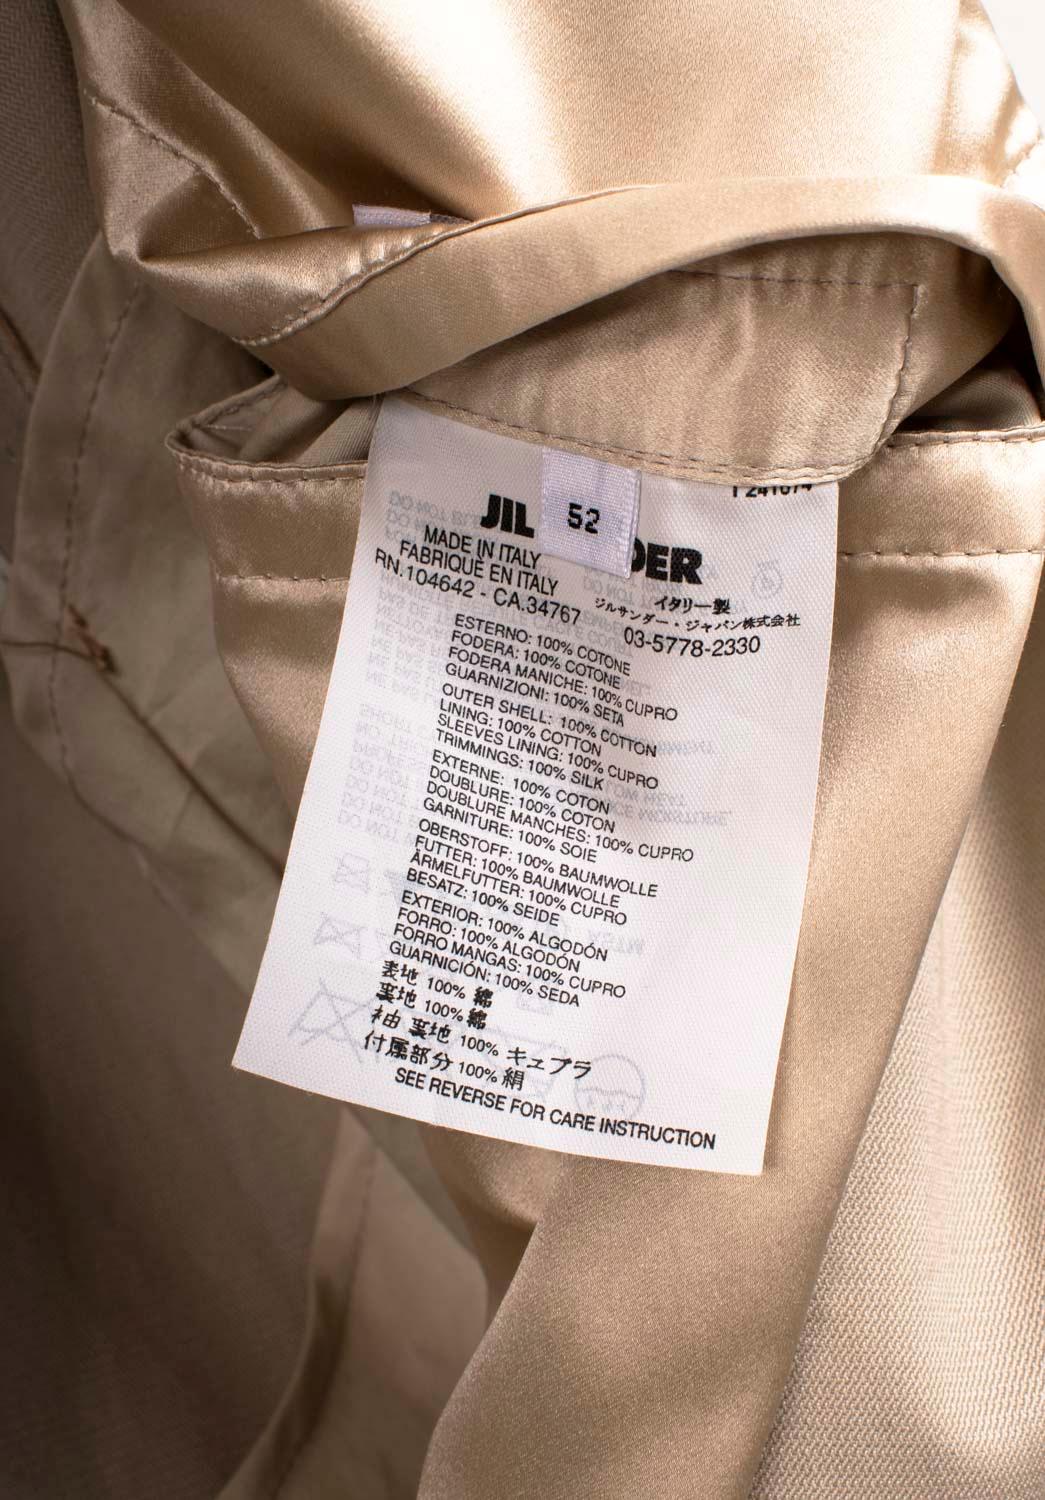 JIL
52
DER
MADE IN ITALY
FABRIQUÉ EN ITALY
RN.104642 - CA.34767
イタリー製
ジルサンダー・ジャパン株式会社
03-5778-2330
ESTERNO: 100% COTONE
FODERA: 100% COTONE
FODERA MANICHE: 100% CUPRO
GUARNIZIONI: 100% SETA
OUTER SHELL: 100% COTTON
LINING: 100% COTTON
SLEEVES LINING: 100% CUPRO
TRIMMINGS: 100% SILK
EXTERNE: 100% COTON
DOUBLURE: 100% COTON
DOUBLURE MANCHES: 100% CUPRO
GARNITURE: 100% SOIE
OBERSTOFF: 100% BAUMWOLLE
FUTTER: 100% BAUMWOLLE
ÄRMELFUTTER: 100% CUPRO
BESATZ: 100% SEIDE
EXTERIOR: 100% ALGODÓN
FORRO: 100% ALGODÓN
FORRO MANGAS: 100% CUPRO
GUARNICIÓN: 100% SEDA
表地 100% 綿
裏地 100% 綿
袖 裏地 100% キュプラ
付属部分 100% 絹
SEE REVERSE FOR CARE INSTRUCTION